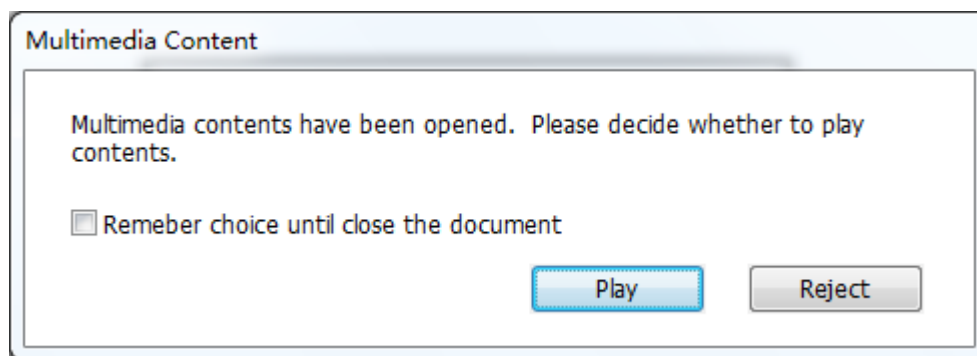 Multimedia Content
Multimedia contents have been opened.  Please decide whether to play
contents.
Remeber choice until close the document
Play
Reject